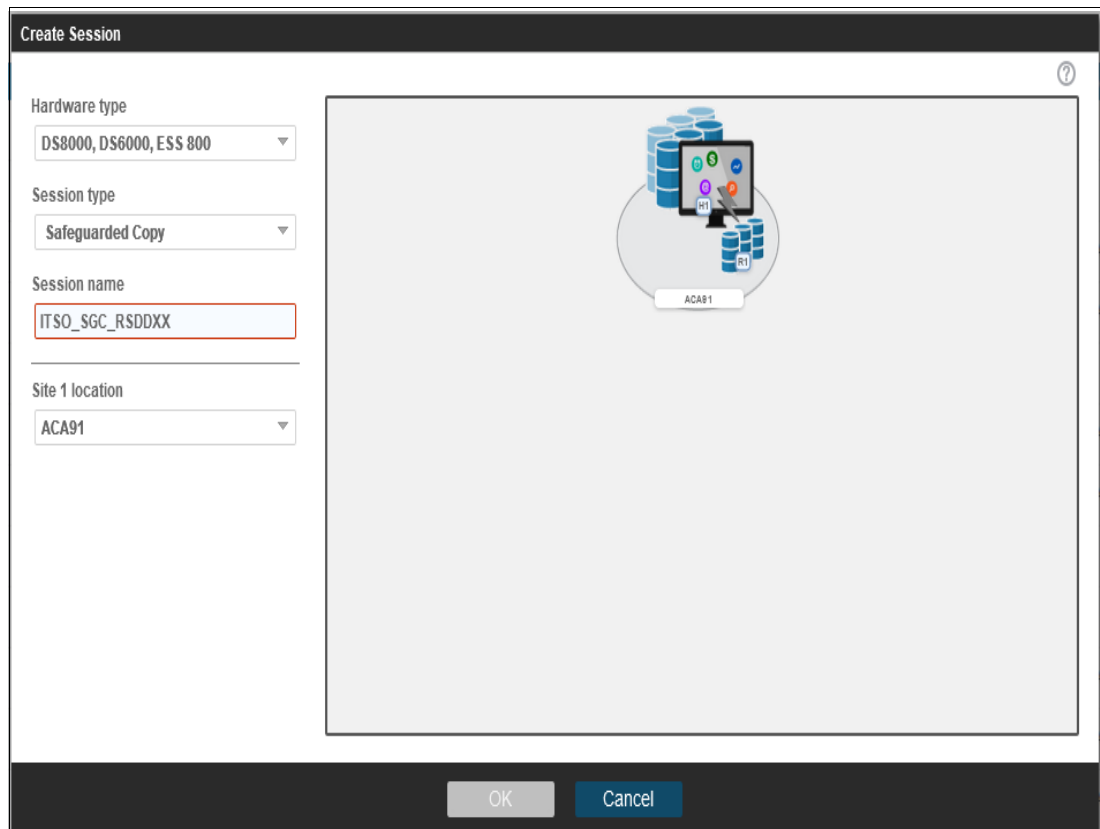 Create Session
?
Hardware type
DS8000, DS6000, ESS 800
Session type
Safeguarded Copy
Session name
ITSO_SGC_RSDDXX
Site 1 location
ACA91
$
H1
R1
ACA91
OK
Cancel